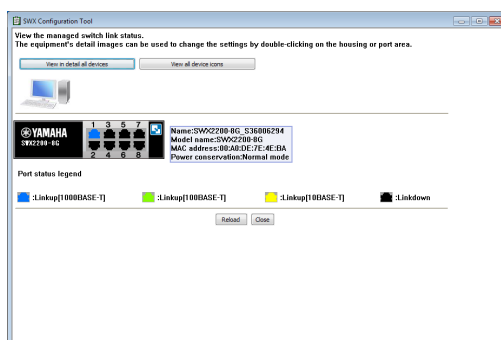 SWX Configuration Tool
View the managed switch link status.
The equipment's detail images can be used to change the settings by double-clicking on the housing or port area.
View in detail all devices
View all device icons
YAMAHA
SWX2200-8G
1 3 5 7
2 4 6 8
Name:SWX2200-8G_S36006294
Model name:SWX2200-8G
MAC address:00:A0:DE:7E:4E:BA
Power conservation:Normal mode
Port status legend
:Linkup[1000BASE-T]
:Linkup[100BASE-T]
:Linkup[10BASE-T]
:Linkdown
Reload
Close